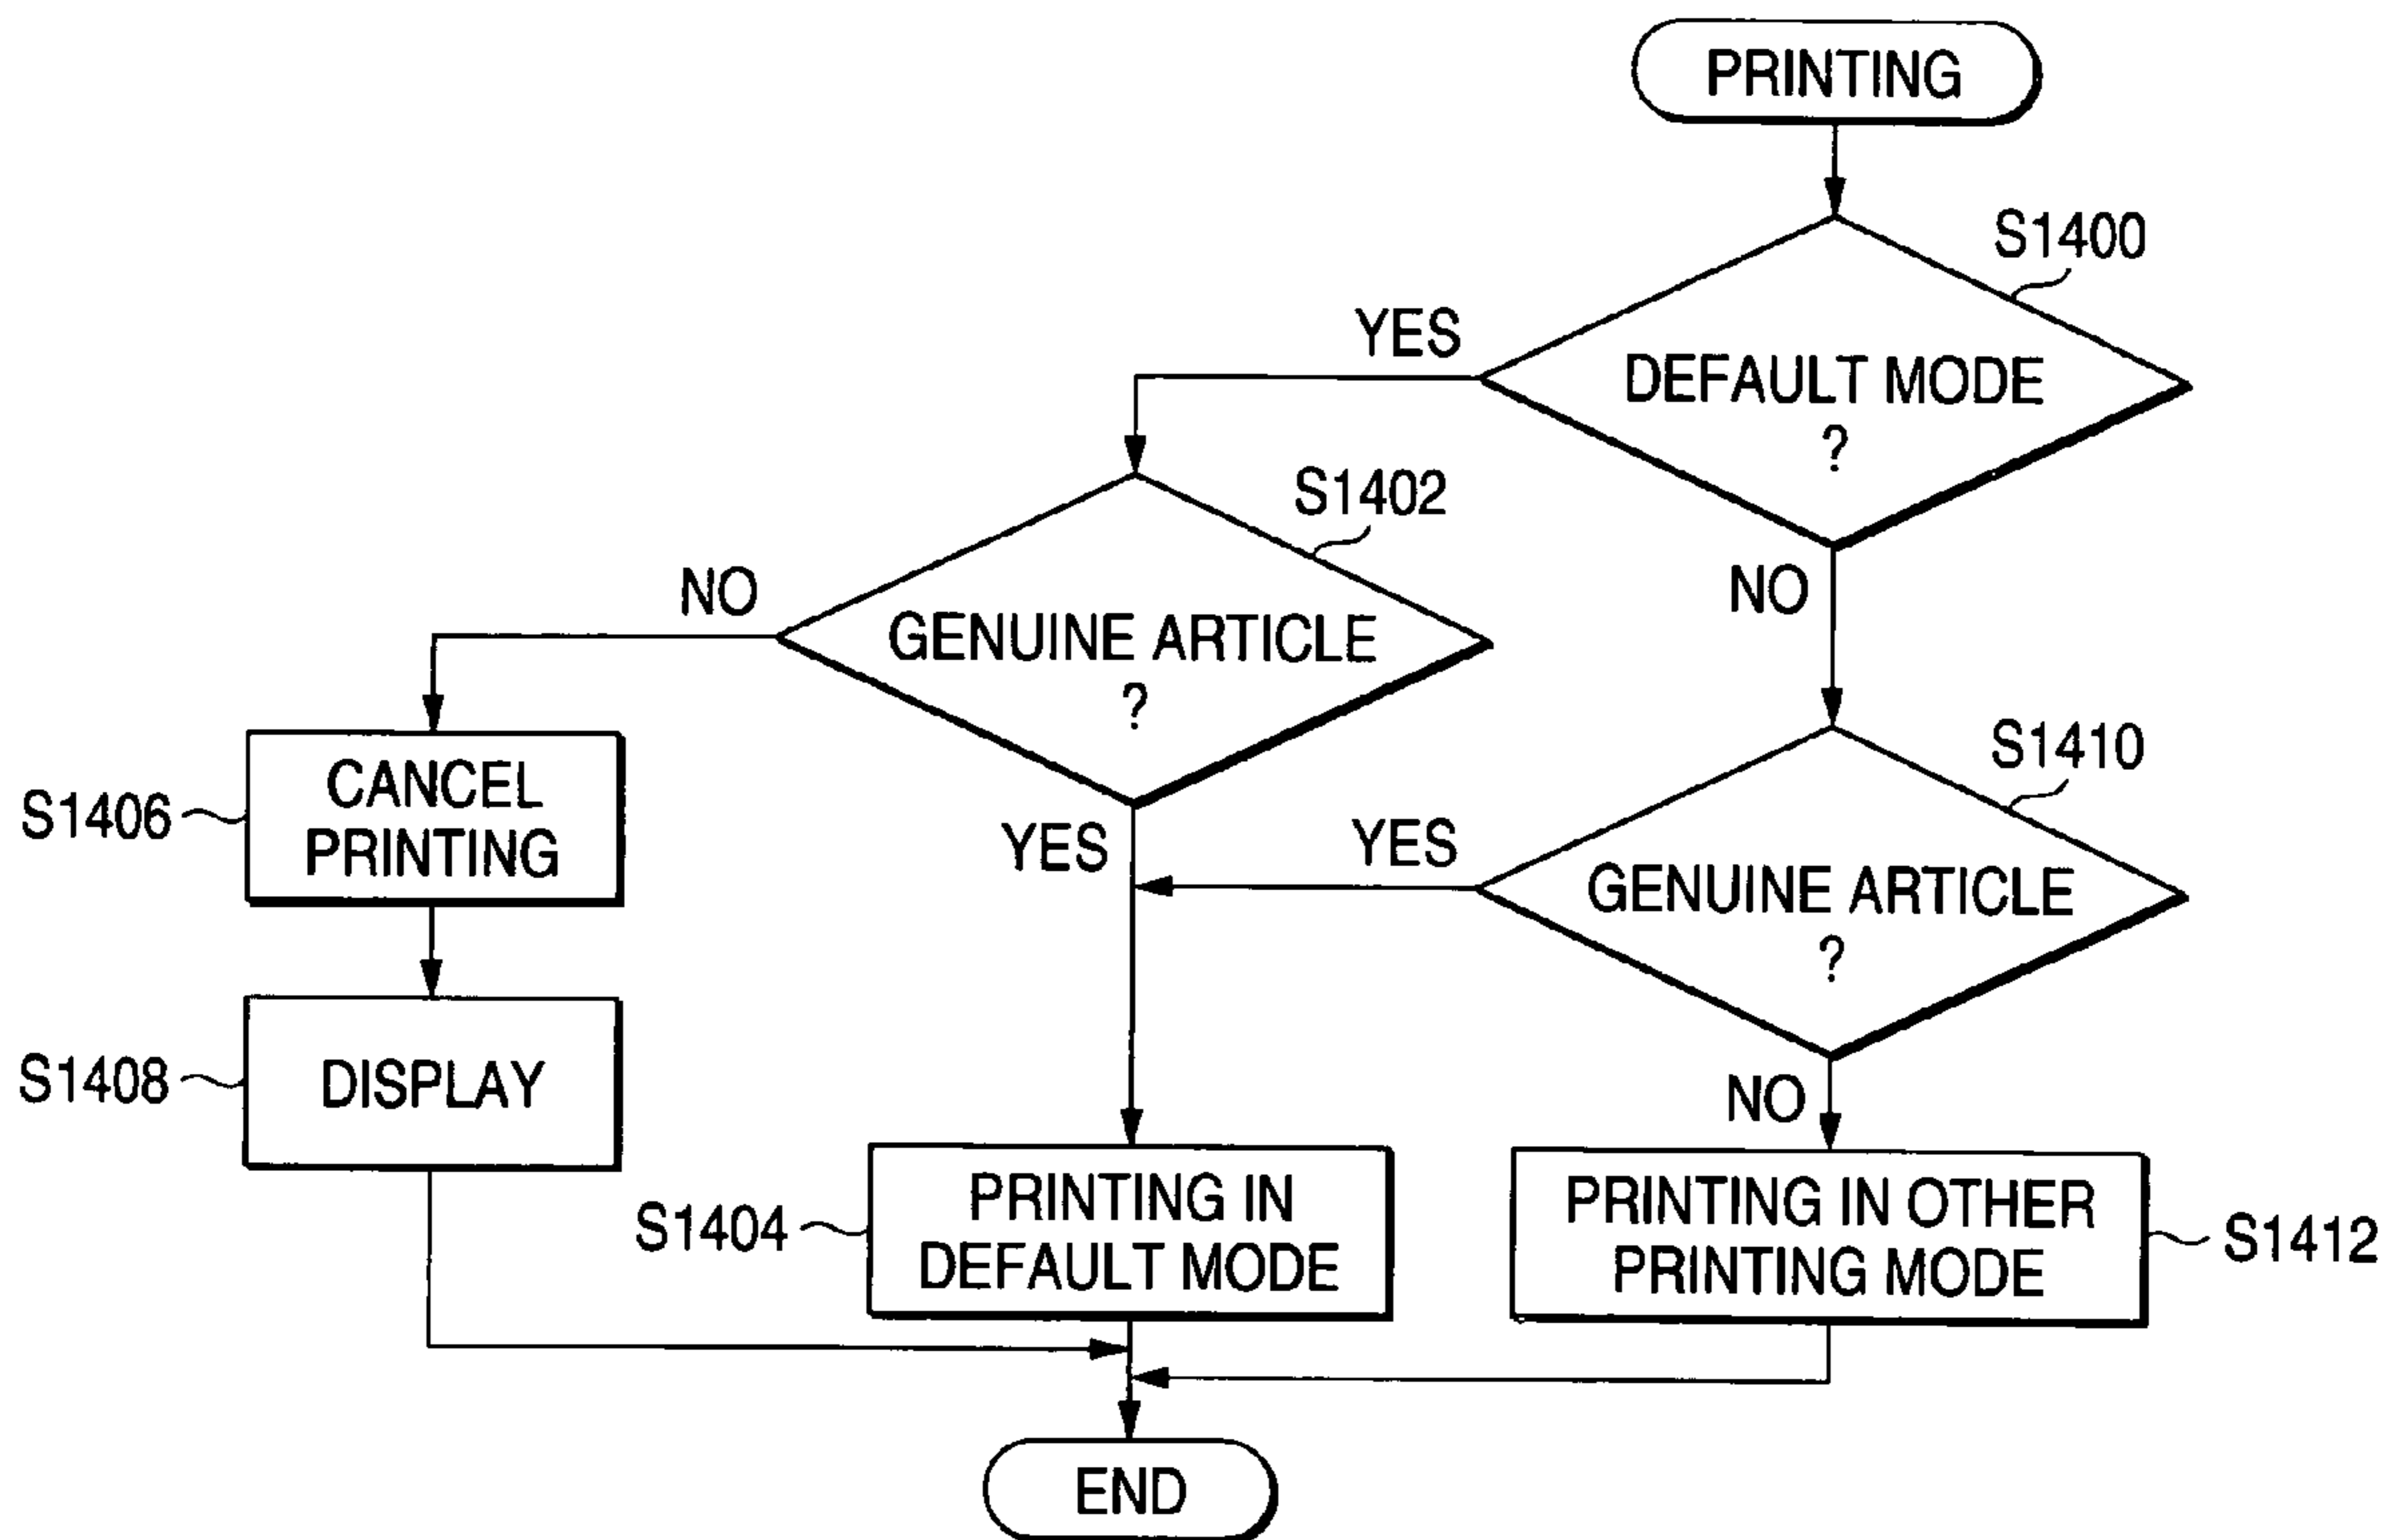 PRINTING
S1400
YES
DEFAULT MODE
?
S1402
NO
NO
GENUINE ARTICLE
?
S1410
CANCEL
PRINTING
S1406
YES
YES
GENUINE ARTICLE
?
S1408
DISPLAY
NO
PRINTING IN
DEFAULT MODE
S1404
PRINTING IN OTHER
PRINTING MODE
S1412
END